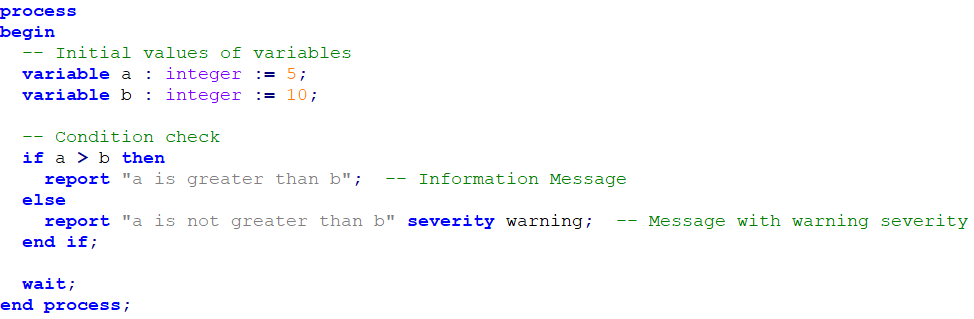 process
begin
  -- Initial values of variables
  variable a : integer := 5;
  variable b : integer := 10;

  -- Condition check
  if a > b then
    report "a is greater than b";  -- Information Message
  else
    report "a is not greater than b" severity warning;  -- Message with warning severity
  end if;

  wait;
end process;